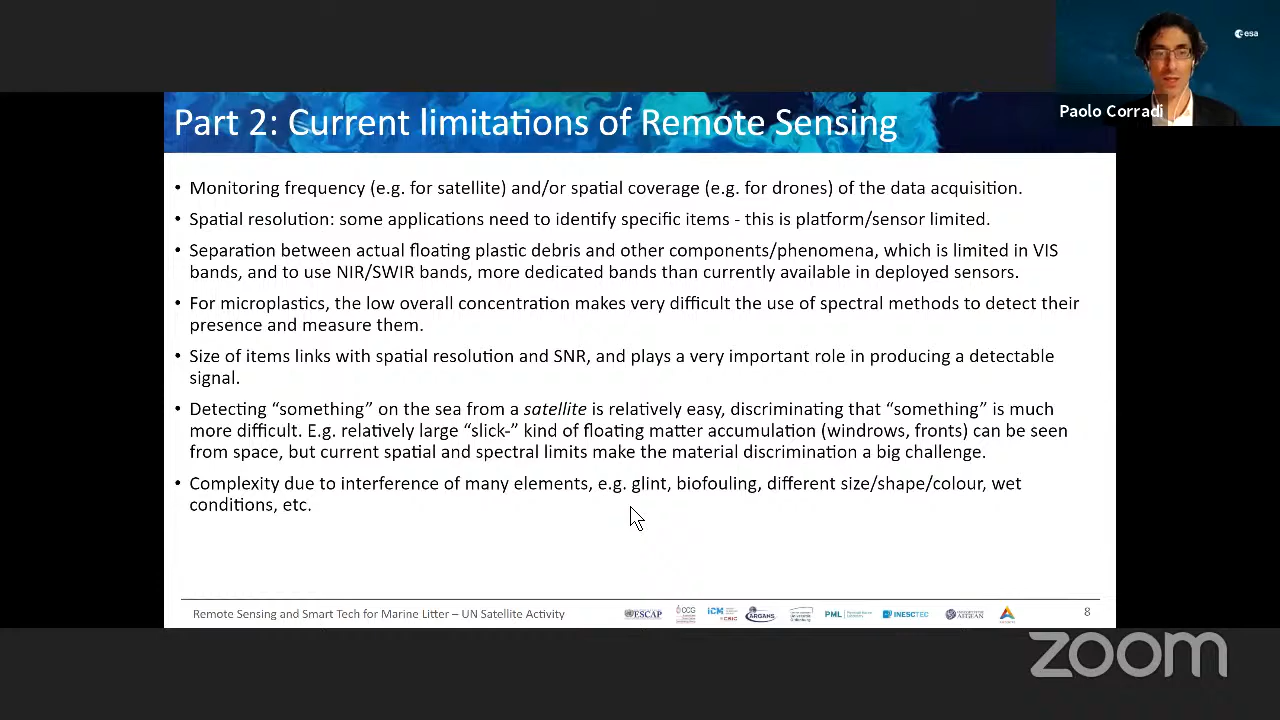 esa
Paolo Corradi
Part 2: Current limitations of Remote Sensing
• Monitoring frequency (e.g. for satellite) and/or spatial coverage (e.g. for drones) of the data acquisition.
• Spatial resolution: some applications need to identify specific items - this is platform/sensor limited.
• Separation between actual floating plastic debris and other components/phenomena, which is limited in VIS
bands, and to use NIR/SWIR bands, more dedicated bands than currently available in deployed sensors.
• For microplastics, the low overall concentration makes very difficult the use of spectral methods to detect their
presence and measure them.
• Size of items links with spatial resolution and SNR, and plays a very important role in producing a detectable
signal.
• Detecting “something” on the sea from a satellite is relatively easy, discriminating that “something” is much
more difficult. E.g. relatively large “slick-” kind of floating matter accumulation (windrows, fronts) can be seen
from space, but current spatial and spectral limits make the material discrimination a big challenge.
• Complexity due to interference of many elements, e.g. glint, biofouling, different size/shape/colour, wet
conditions, etc.
Remote Sensing and Smart Tech for Marine Litter – UN Satellite Activity
ESCAP
ICM
CSIC
ARGANS
PML
INESCTEC
AEGEAN
8
zoom